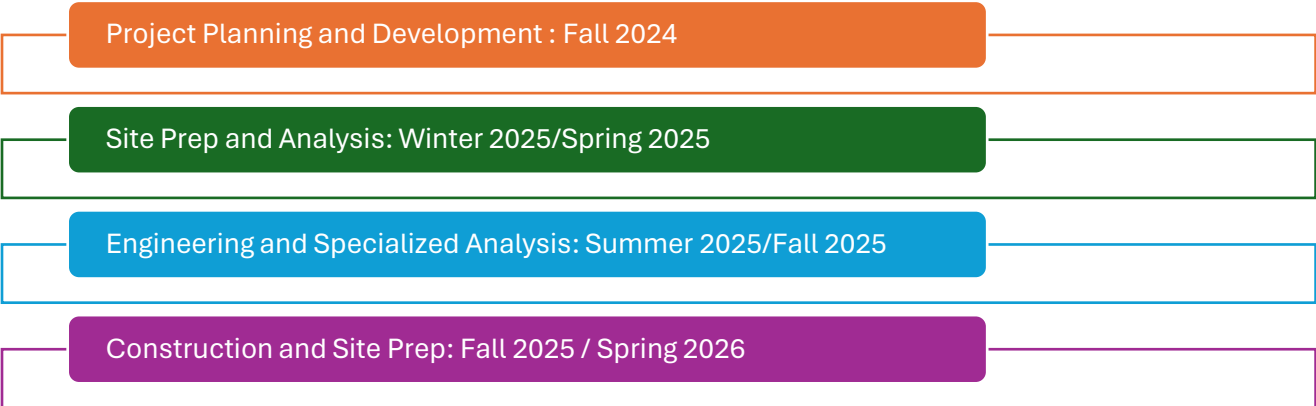 Project Planning and Development : Fall 2024
Site Prep and Analysis: Winter 2025/Spring 2025
Engineering and Specialized Analysis: Summer 2025/Fall 2025
Construction and Site Prep: Fall 2025 / Spring 2026